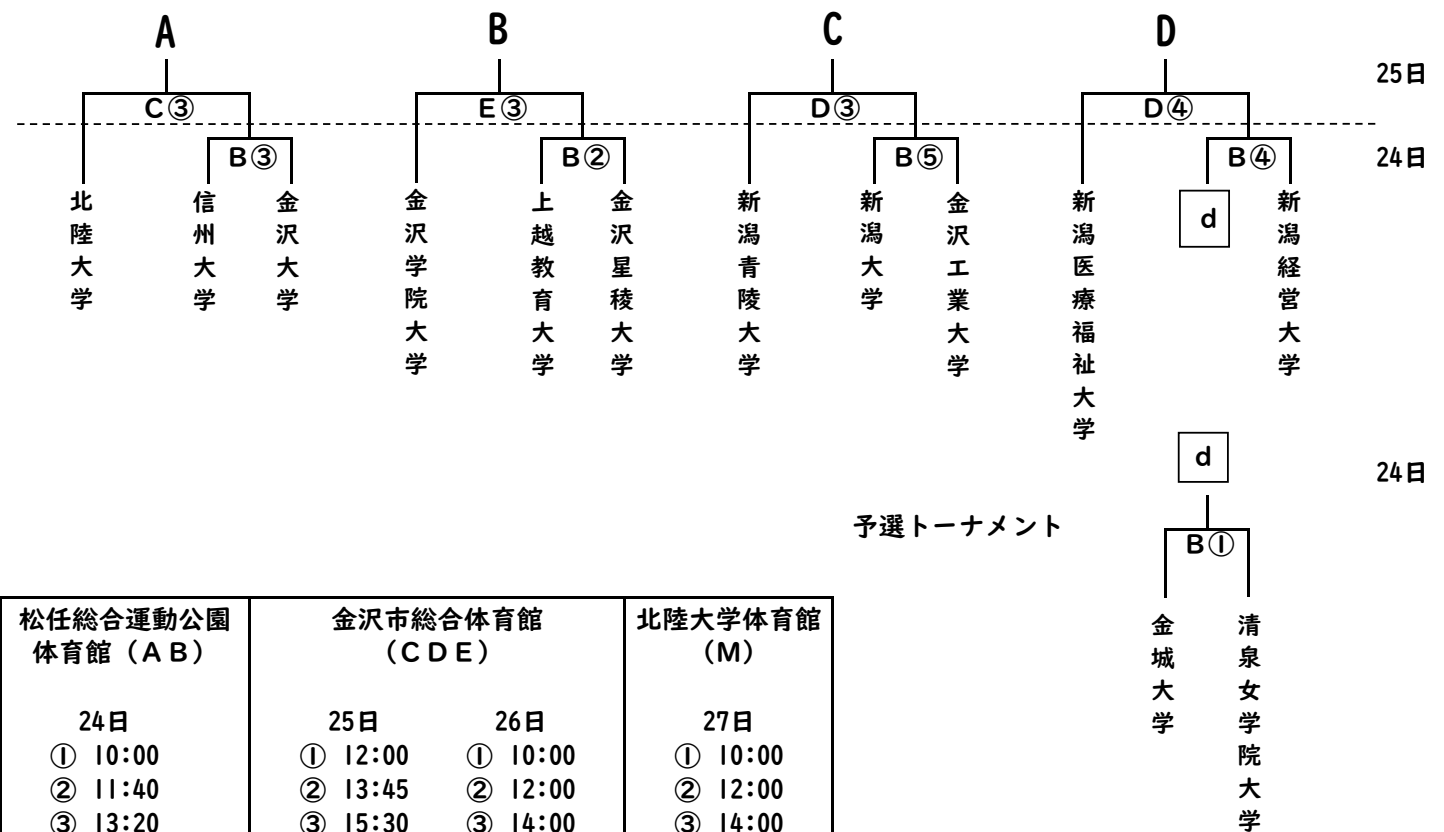 A B C D
25日
C③ E③ D③ D④
B③ B② B⑤ B④
24日
北陸大学
信州大学
金沢大学
金沢学院大学
上越教育大学
金沢星稜大学
新潟青陵大学
新潟大学
金沢工業大学
新潟医療福祉大学
d
新潟経営大学
d
24日
予選トーナメント
B①
金城大学
清泉女学院大学
松任総合運動公園
体育館（AB）
24日
① 10:00
② 11:40
③ 13:20
金沢市総合体育館
（CDE）
25日 26日
① 12:00 ① 10:00
② 13:45 ② 12:00
③ 15:30 ③ 14:00
北陸大学体育館
（M）
27日
① 10:00
② 12:00
③ 14:00